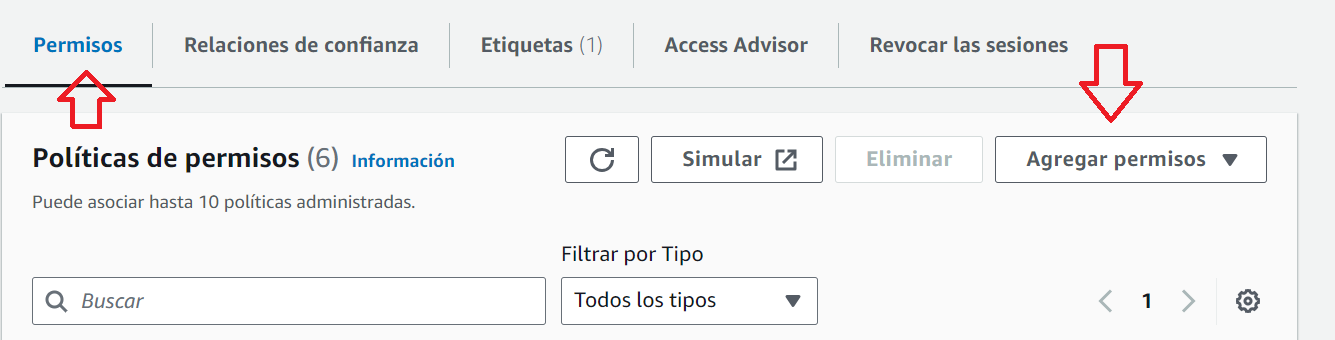 Permisos Relaciones de confianza Etiquetas (1) Access Advisor Revocar las sesiones
Políticas de permisos (6) Información Simular Eliminar Agregar permisos
Puede asociar hasta 10 políticas administradas.
Filtrar por Tipo
Buscar Todos los tipos 1